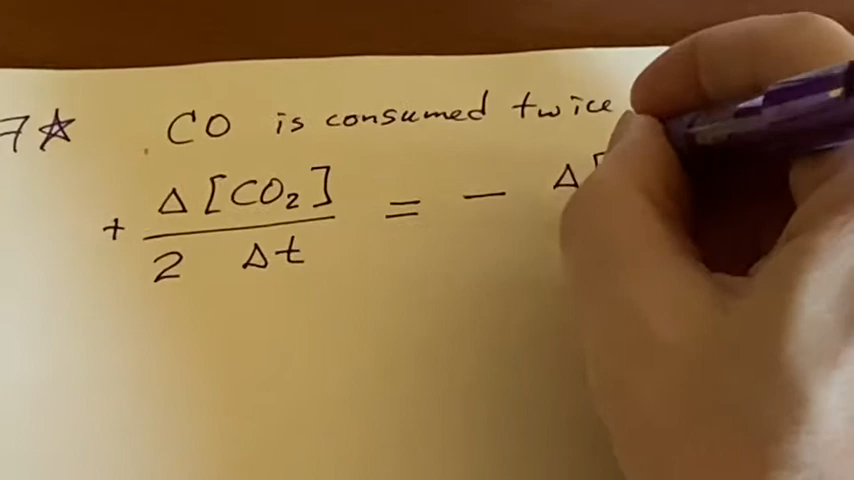 7☆ CO is consumed twice
+ Δ[CO₂] / 2 Δt = − Δ[